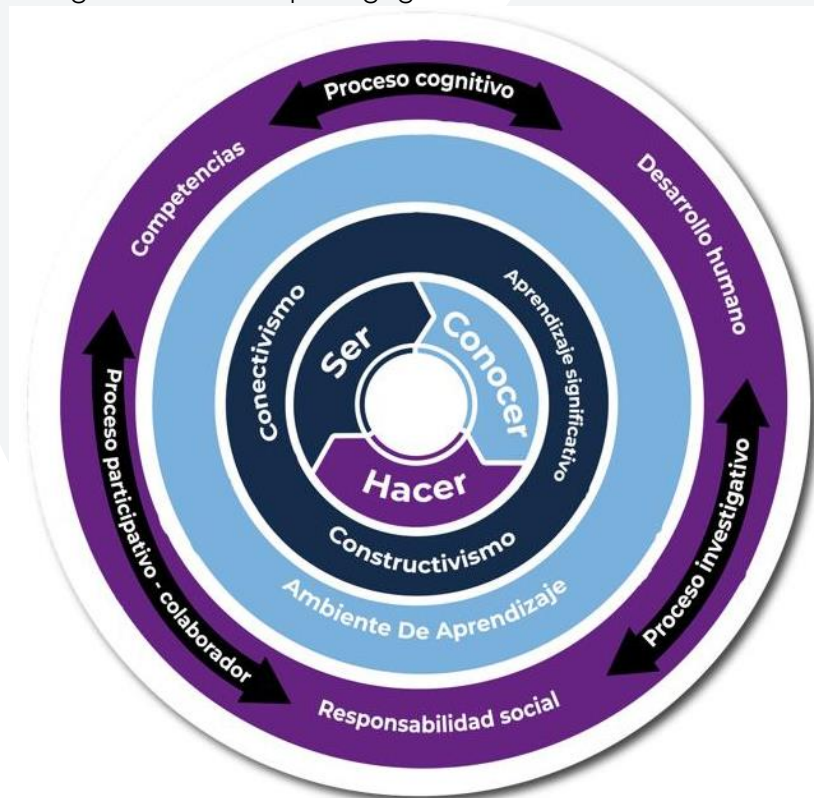 Proceso cognitivo
Competencias
Desarrollo humano
Conectivismo
Aprendizaje significativo
Ser
Conocer
Hacer
Constructivismo
Ambiente De Aprendizaje
Proceso participativo - colaborador
Proceso investigativo
Responsabilidad social